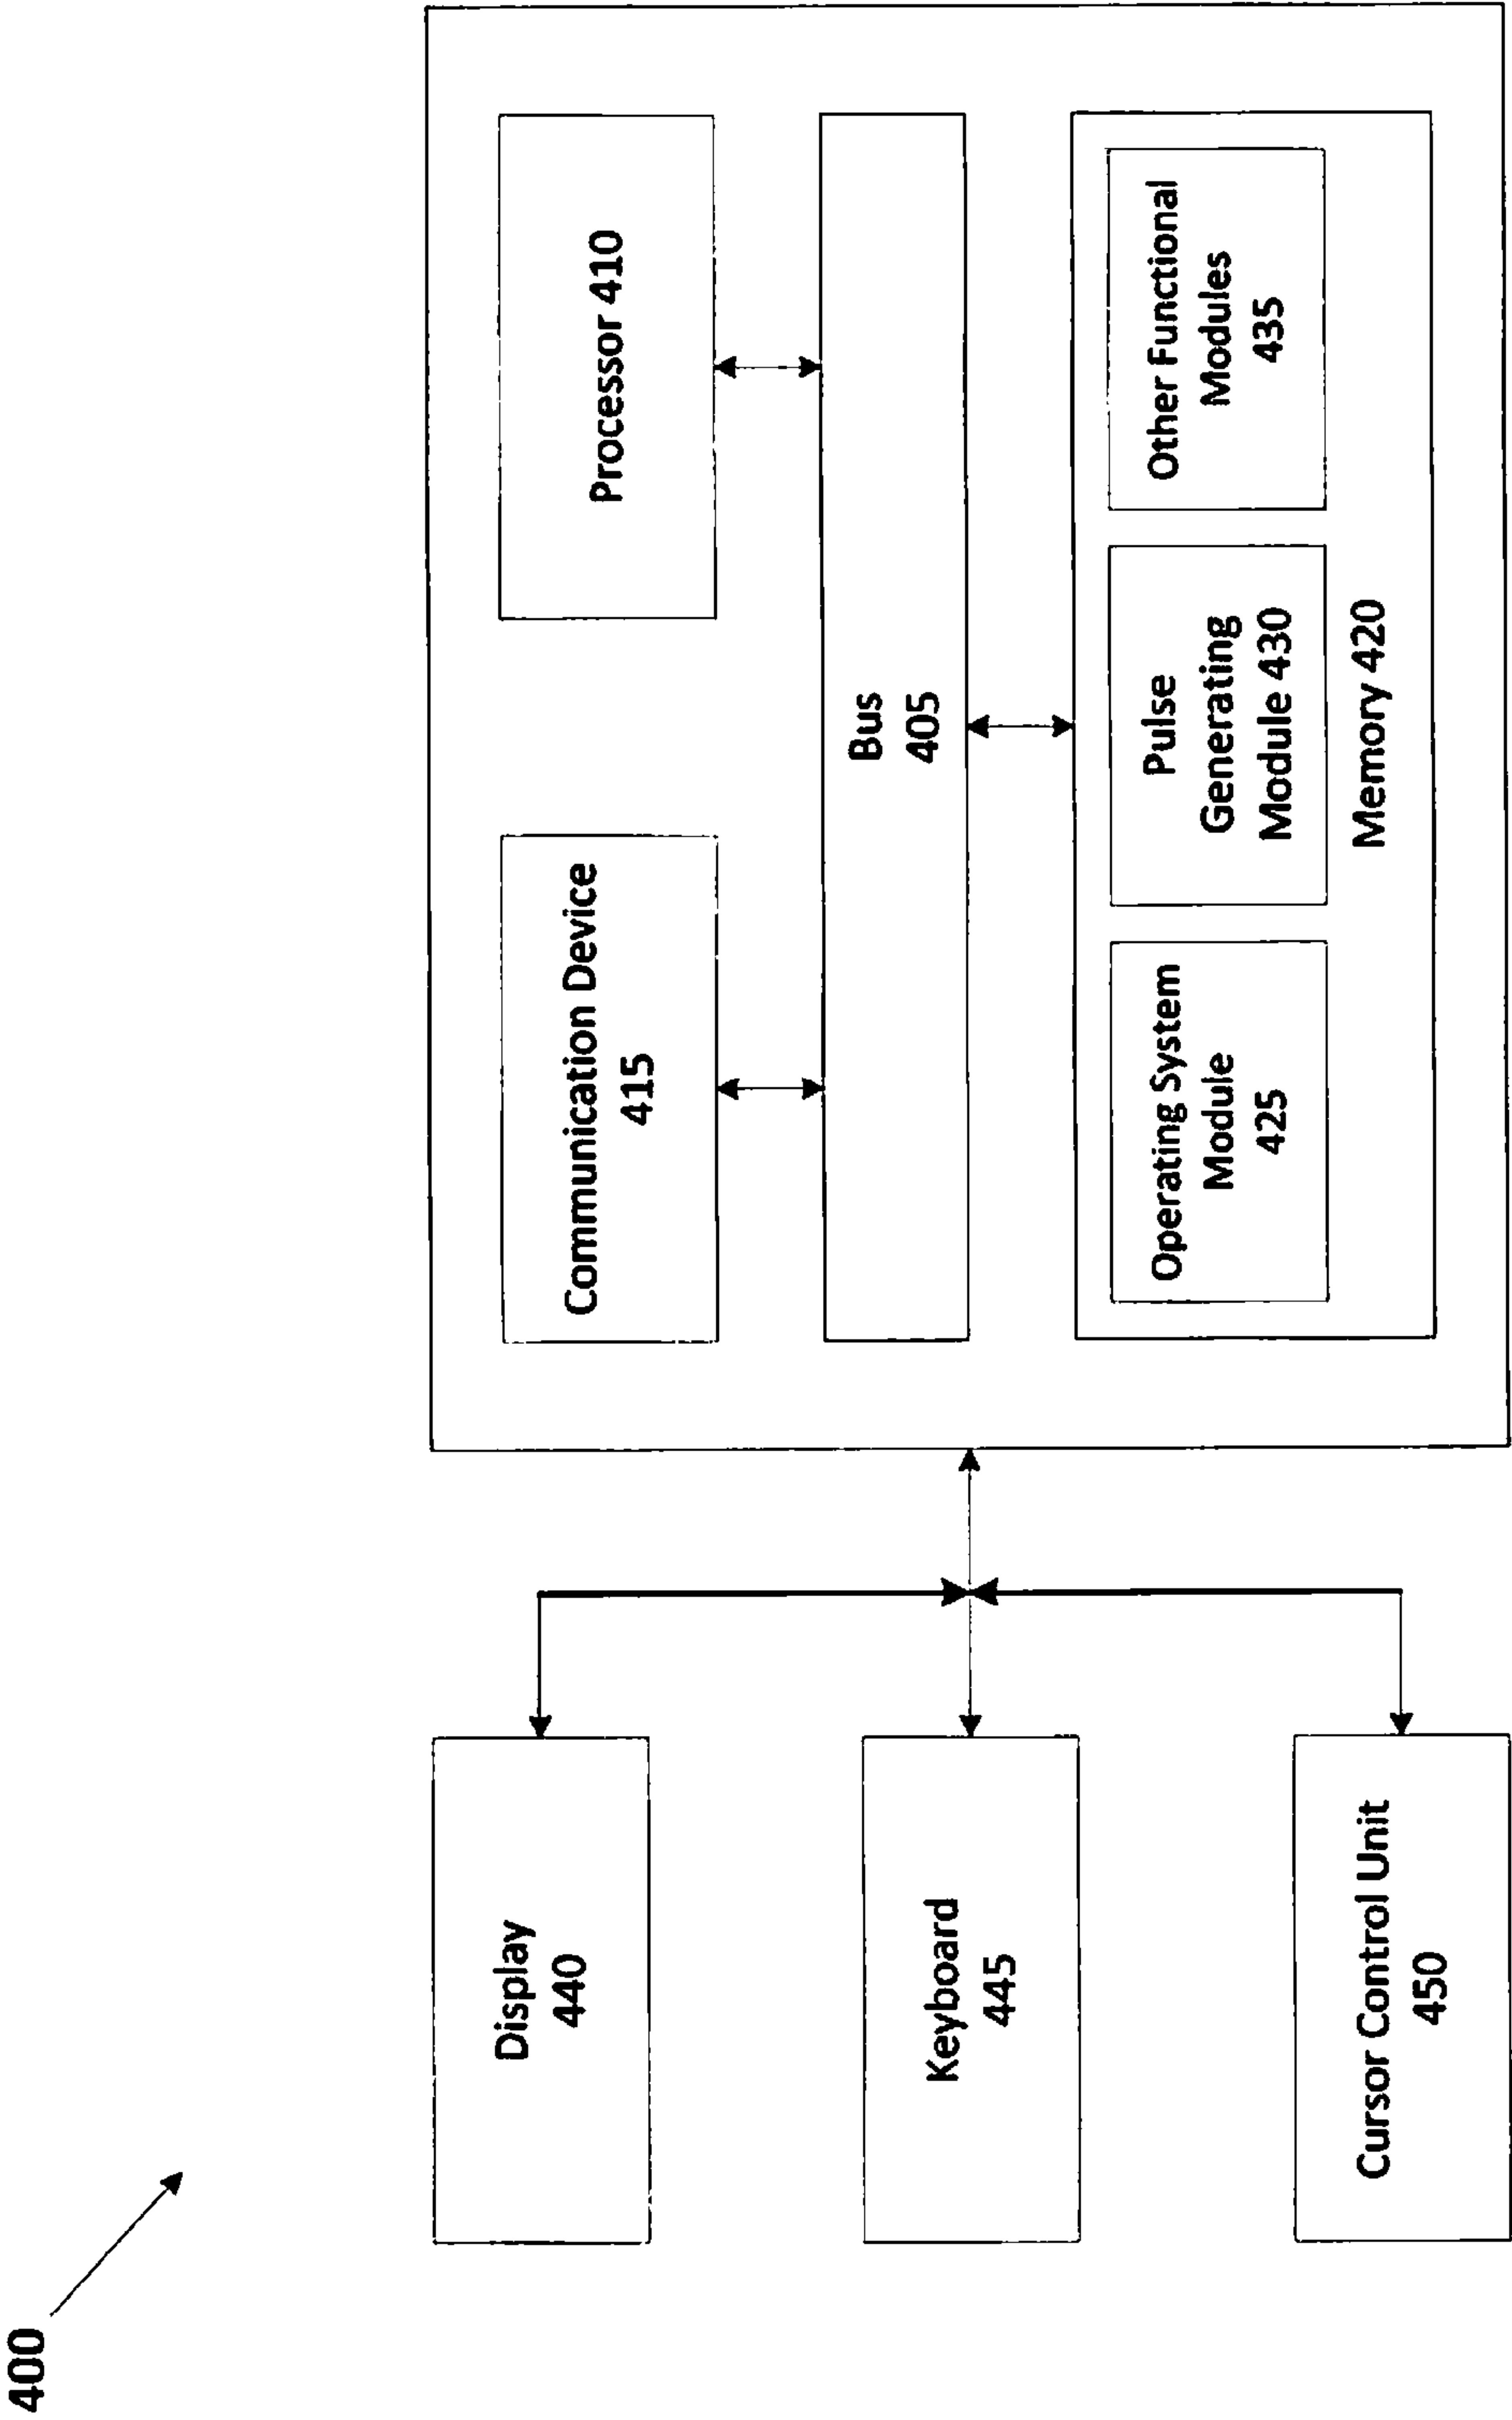 400
Display
440
Keyboard
445
Cursor Control Unit
450
Communication Device
415
Processor 410
Bus
405
Operating System
Module
425
Pulse
Generating
Module 430
Other Functional
Modules
435
Memory 420